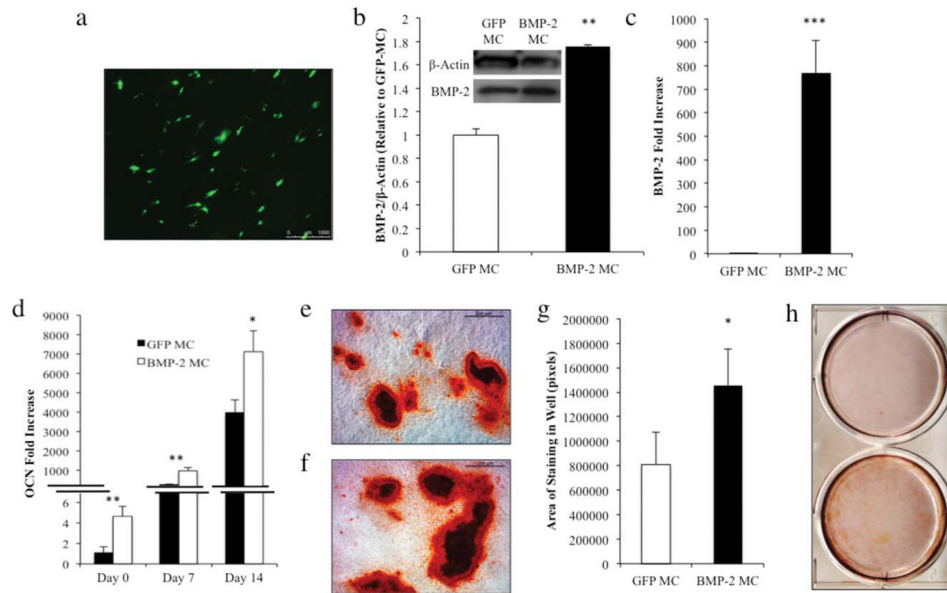 a
0 μm 1000
b
BMP-2/β-Actin (Relative to GFP-MC)
2
1.8
1.6
1.4
1.2
1
0.8
0.6
0.4
0.2
0
GFP MC BMP-2 MC
β-Actin
BMP-2
**
GFP MC BMP-2 MC
c
BMP-2 Fold Increase
1000
900
800
700
600
500
400
300
200
100
0
***
GFP MC BMP-2 MC
d
OCN Fold Increase
9000
8000
7000
6000
5000
4000
3000
2000
1000
6
4
2
0
GFP MC
BMP-2 MC
**
**
*
Day 0 Day 7 Day 14
e
f
g
Area of Staining in Well (pixels)
2000000
1800000
1600000
1400000
1200000
1000000
800000
600000
400000
200000
0
*
GFP MC BMP-2 MC
h